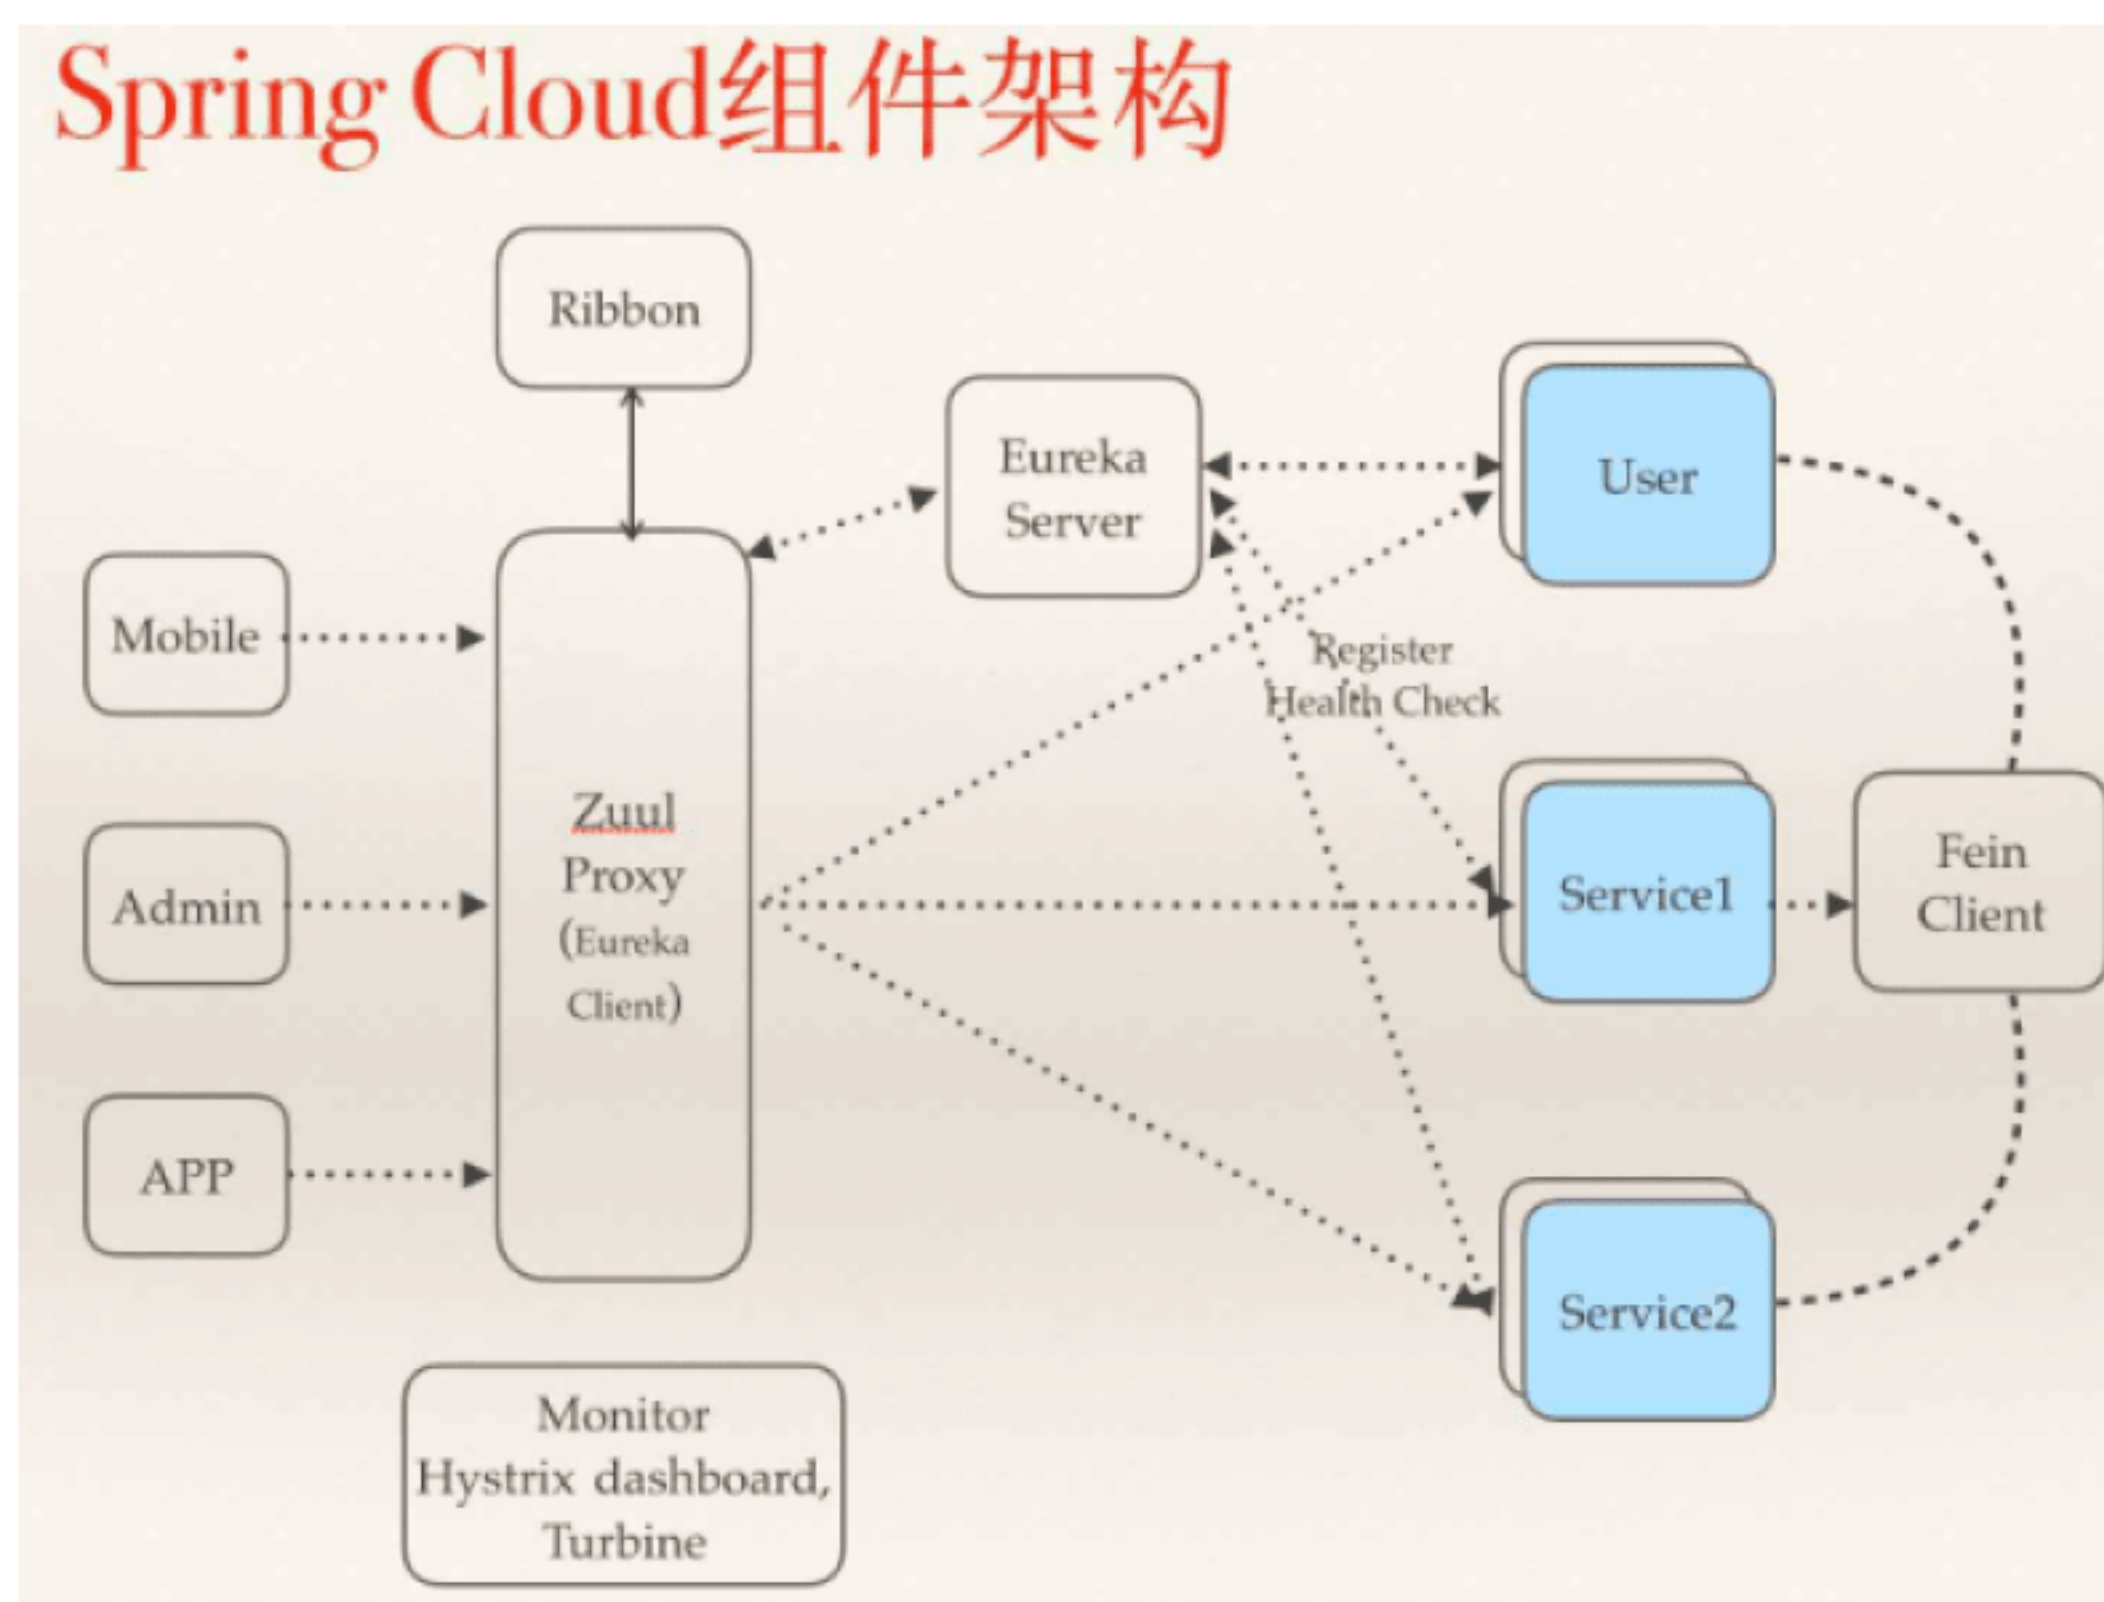 Spring Cloud组件架构
Ribbon
Eureka
Server
User
Mobile
Register
Health Check
Zuul
Proxy
(Eureka
Client)
Admin
Service1
Fein
Client
APP
Service2
Monitor
Hystrix dashboard,
Turbine